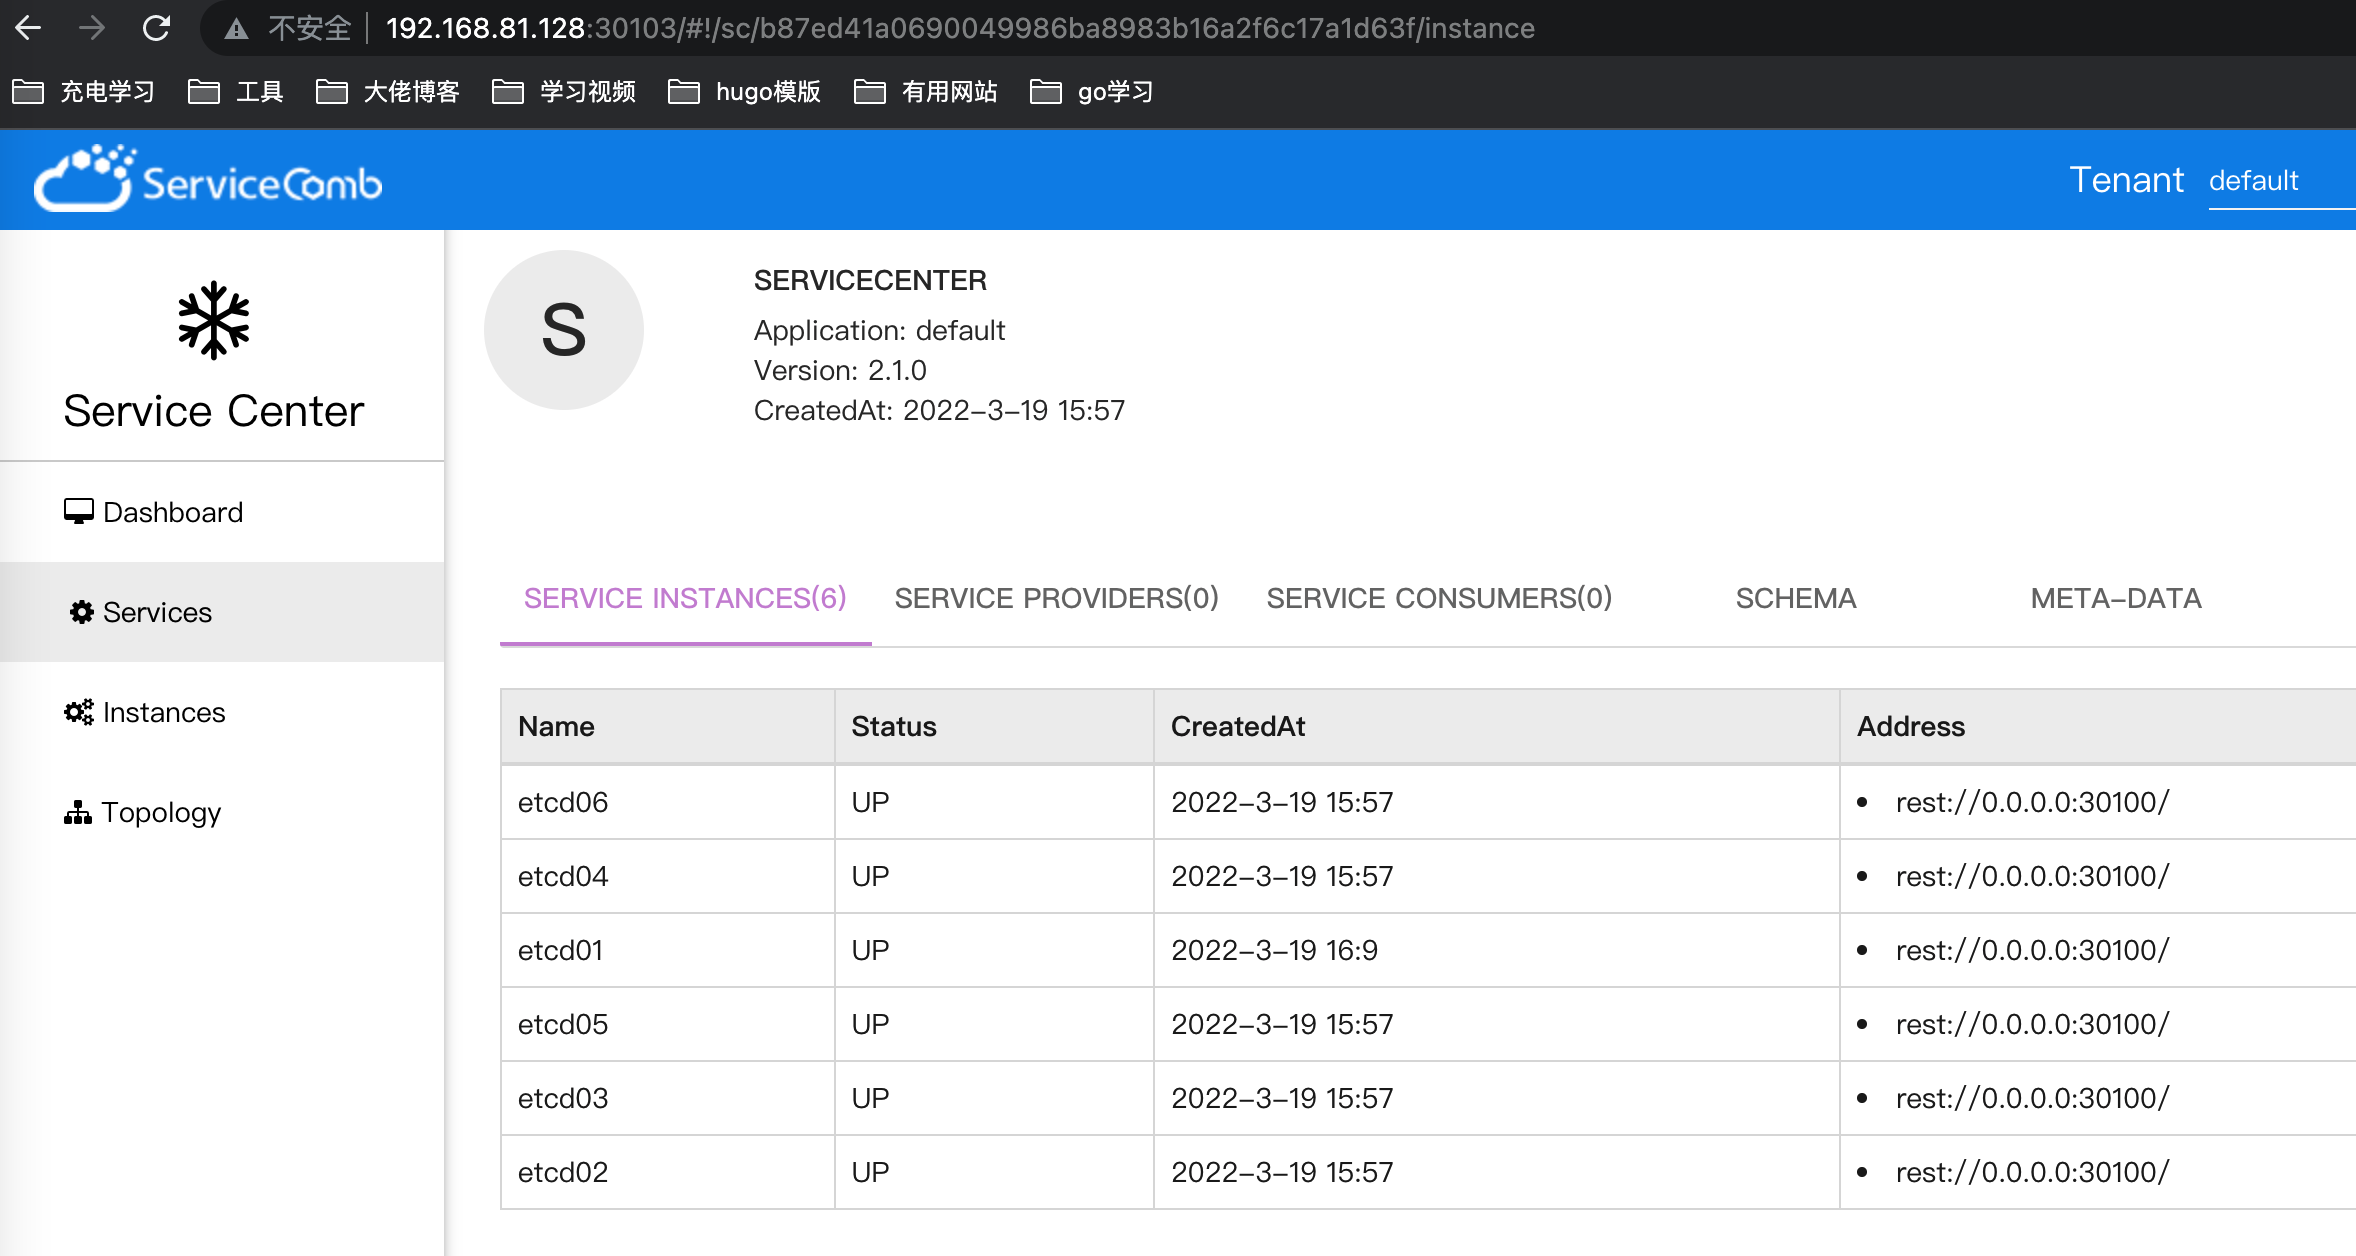 不安全 192.168.81.128:30103/#!/sc/b87ed41a0690049986ba8983b16a2f6c17a1d63f/instance
充电学习 工具 大佬博客 学习视频 hugo模版 有用网站 go学习
ServiceComb
Tenant default
Service Center
Dashboard
Services
Instances
Topology
S
SERVICECENTER
Application: default
Version: 2.1.0
CreatedAt: 2022-3-19 15:57
SERVICE INSTANCES(6) SERVICE PROVIDERS(0) SERVICE CONSUMERS(0) SCHEMA META-DATA
Name Status CreatedAt Address
etcd06 UP 2022-3-19 15:57 • rest://0.0.0.0:30100/
etcd04 UP 2022-3-19 15:57 • rest://0.0.0.0:30100/
etcd01 UP 2022-3-19 16:9 • rest://0.0.0.0:30100/
etcd05 UP 2022-3-19 15:57 • rest://0.0.0.0:30100/
etcd03 UP 2022-3-19 15:57 • rest://0.0.0.0:30100/
etcd02 UP 2022-3-19 15:57 • rest://0.0.0.0:30100/